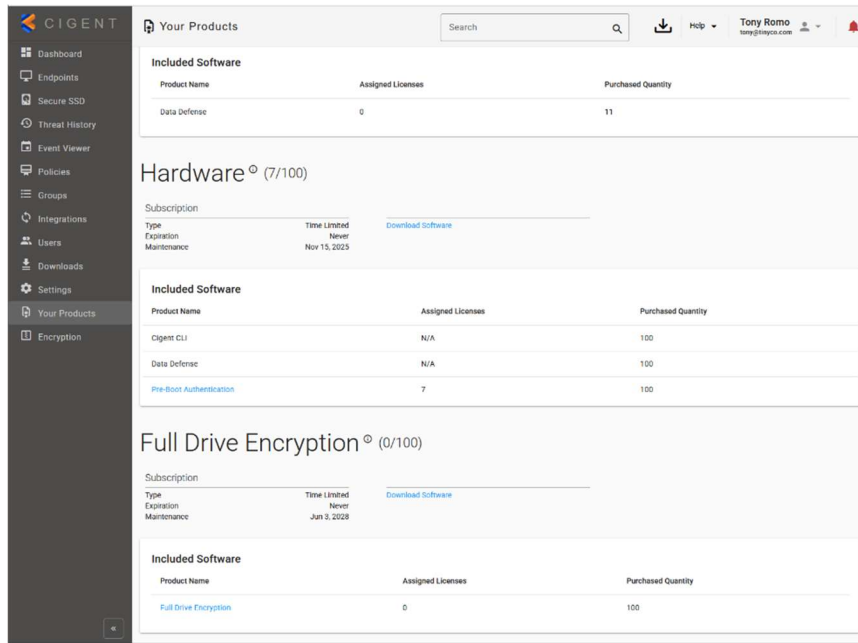 CIGENT
Your Products
Search
Help
Tony Romo
tony@tinyco.com
Dashboard
Endpoints
Secure SSD
Threat History
Event Viewer
Policies
Groups
Integrations
Users
Downloads
Settings
Your Products
Encryption
«
Included Software
Product Name Assigned Licenses Purchased Quantity
Data Defense 0 11
Hardware (7/100)
Subscription
Type Time Limited Download Software
Expiration Never
Maintenance Nov 15, 2025
Included Software
Product Name Assigned Licenses Purchased Quantity
Cigent CLI N/A 100
Data Defense N/A 100
Pre-Boot Authentication 7 100
Full Drive Encryption (0/100)
Subscription
Type Time Limited Download Software
Expiration Never
Maintenance Jun 3, 2028
Included Software
Product Name Assigned Licenses Purchased Quantity
Full Drive Encryption 0 100